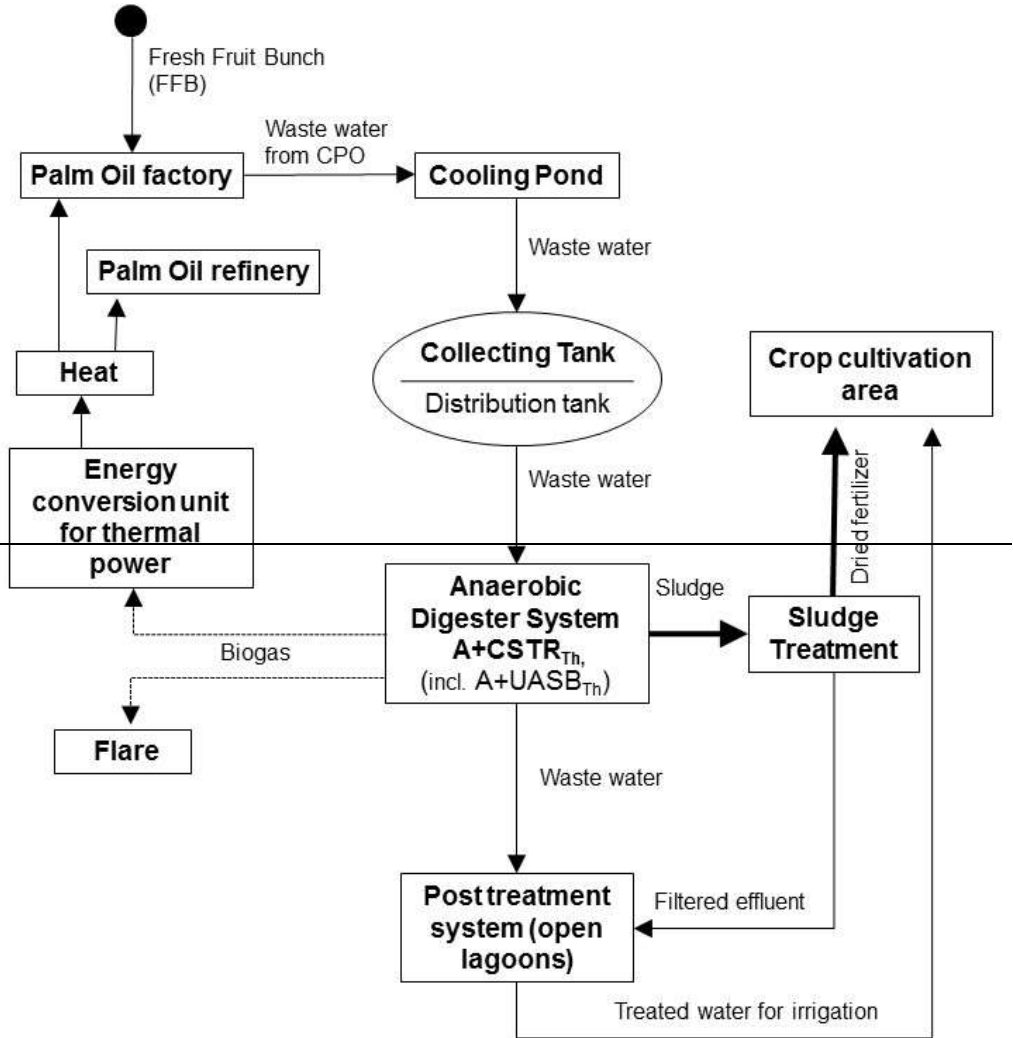 Fresh Fruit Bunch
(FFB)
Waste water
from CPO
Palm Oil factory
Cooling Pond
Waste water
Palm Oil refinery
Collecting Tank
Distribution tank
Crop cultivation
area
Heat
Energy
conversion unit
for thermal
power
Waste water
Dried fertilizer
Anaerobic
Digester System
A+CSTRTh,
(incl. A+UASBTh)
Sludge
Sludge
Treatment
Biogas
Flare
Waste water
Post treatment
system (open
lagoons)
Filtered effluent
Treated water for irrigation